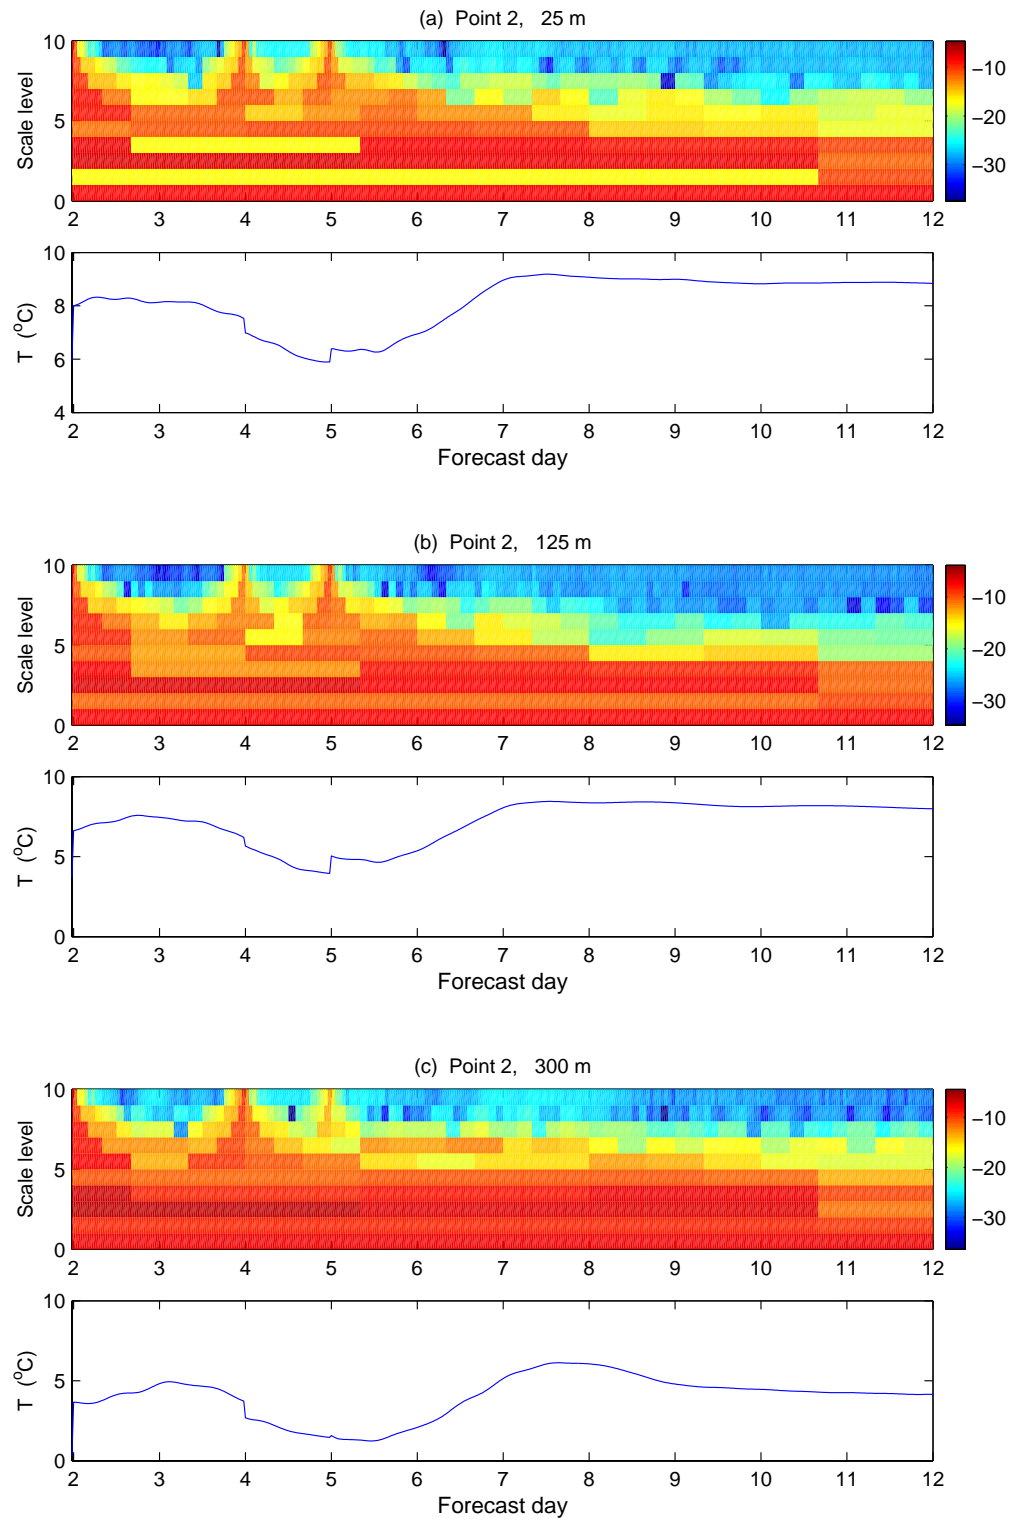 (a) Point 2, 25 m
10
5
0
Scale level
2 3 4 5 6 7 8 9 10 11 12
−10
−20
−30
10
8
6
4
T (°C)
2 3 4 5 6 7 8 9 10 11 12
Forecast day
(b) Point 2, 125 m
10
5
0
Scale level
2 3 4 5 6 7 8 9 10 11 12
−10
−20
−30
10
5
0
T (°C)
2 3 4 5 6 7 8 9 10 11 12
Forecast day
(c) Point 2, 300 m
10
5
0
Scale level
2 3 4 5 6 7 8 9 10 11 12
−10
−20
−30
10
5
0
T (°C)
2 3 4 5 6 7 8 9 10 11 12
Forecast day